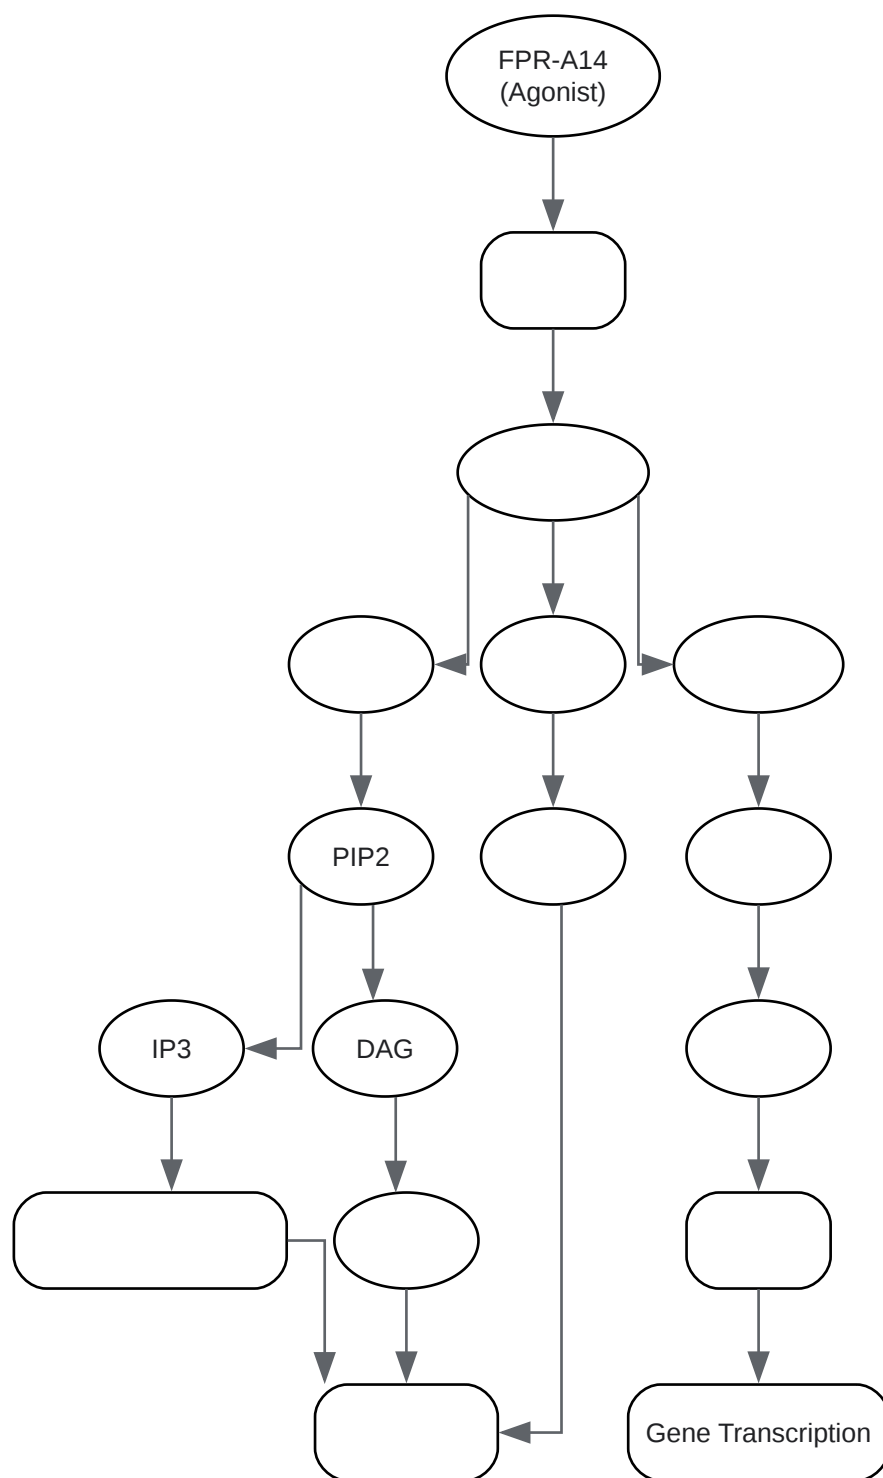 FPR-A14
(Agonist)
PIP2
IP3
DAG
Gene Transcription